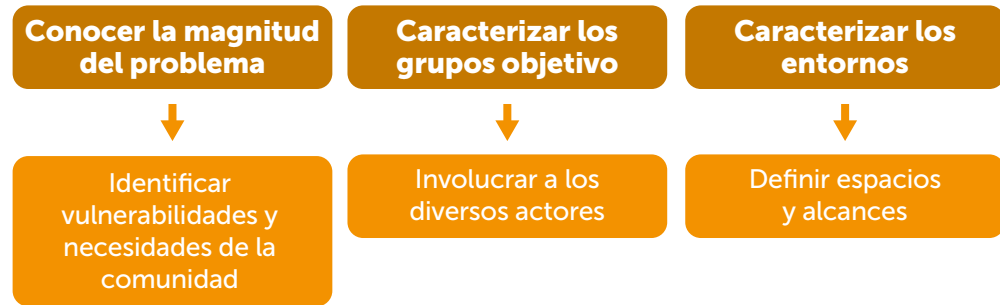 Conocer la magnitud
del problema
Identificar
vulnerabilidades y
necesidades de la
comunidad
Caracterizar los
grupos objetivo
Involucrar a los
diversos actores
Caracterizar los
entornos
Definir espacios
y alcances